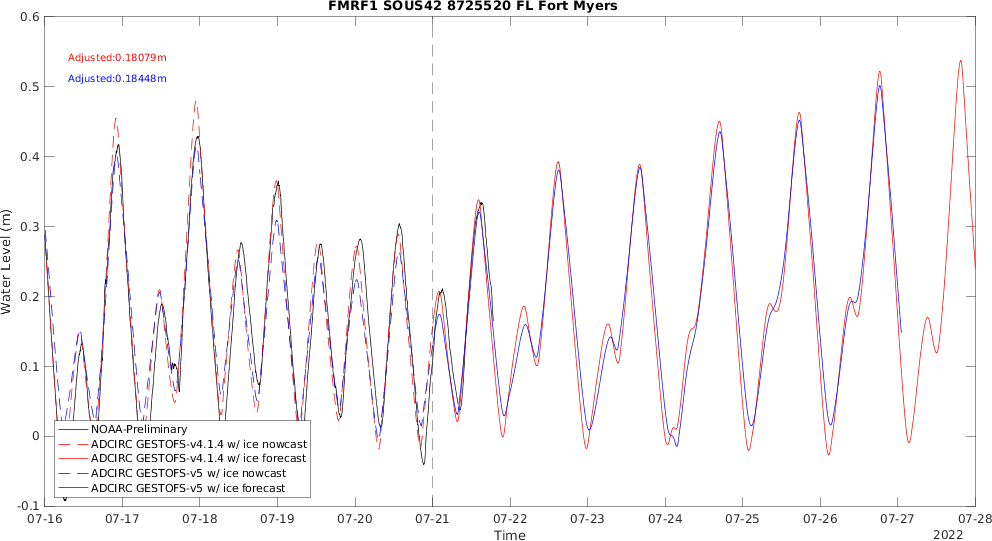 FMRF1 SOUS42 8725520 FL Fort Myers
0.6
0.5
0.4
0.3
0.2
0.1
0
-0.1
Water Level (m)
Adjusted:0.18079m
Adjusted:0.18448m
NOAA-Preliminary
ADCIRC GESTOFS-v4.1.4 w/ ice nowcast
ADCIRC GESTOFS-v4.1.4 w/ ice forecast
ADCIRC GESTOFS-v5 w/ ice nowcast
ADCIRC GESTOFS-v5 w/ ice forecast
07-16 07-17 07-18 07-19 07-20 07-21 07-22 07-23 07-24 07-25 07-26 07-27 07-28
Time
2022